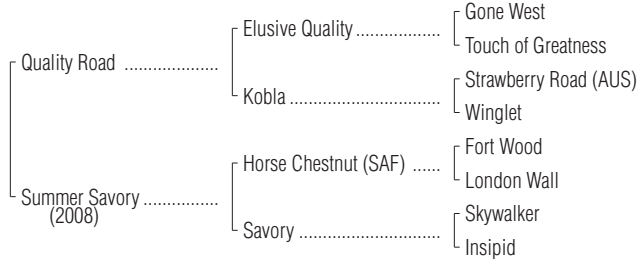 Gone West
Elusive Quality ..................
Touch of Greatness
Quality Road ....................
Strawberry Road (AUS)
Kobla ................................
Winglet
Fort Wood
Horse Chestnut (SAF) ......
London Wall
Summer Savory ................
(2008)
Skywalker
Savory ..............................
Insipid